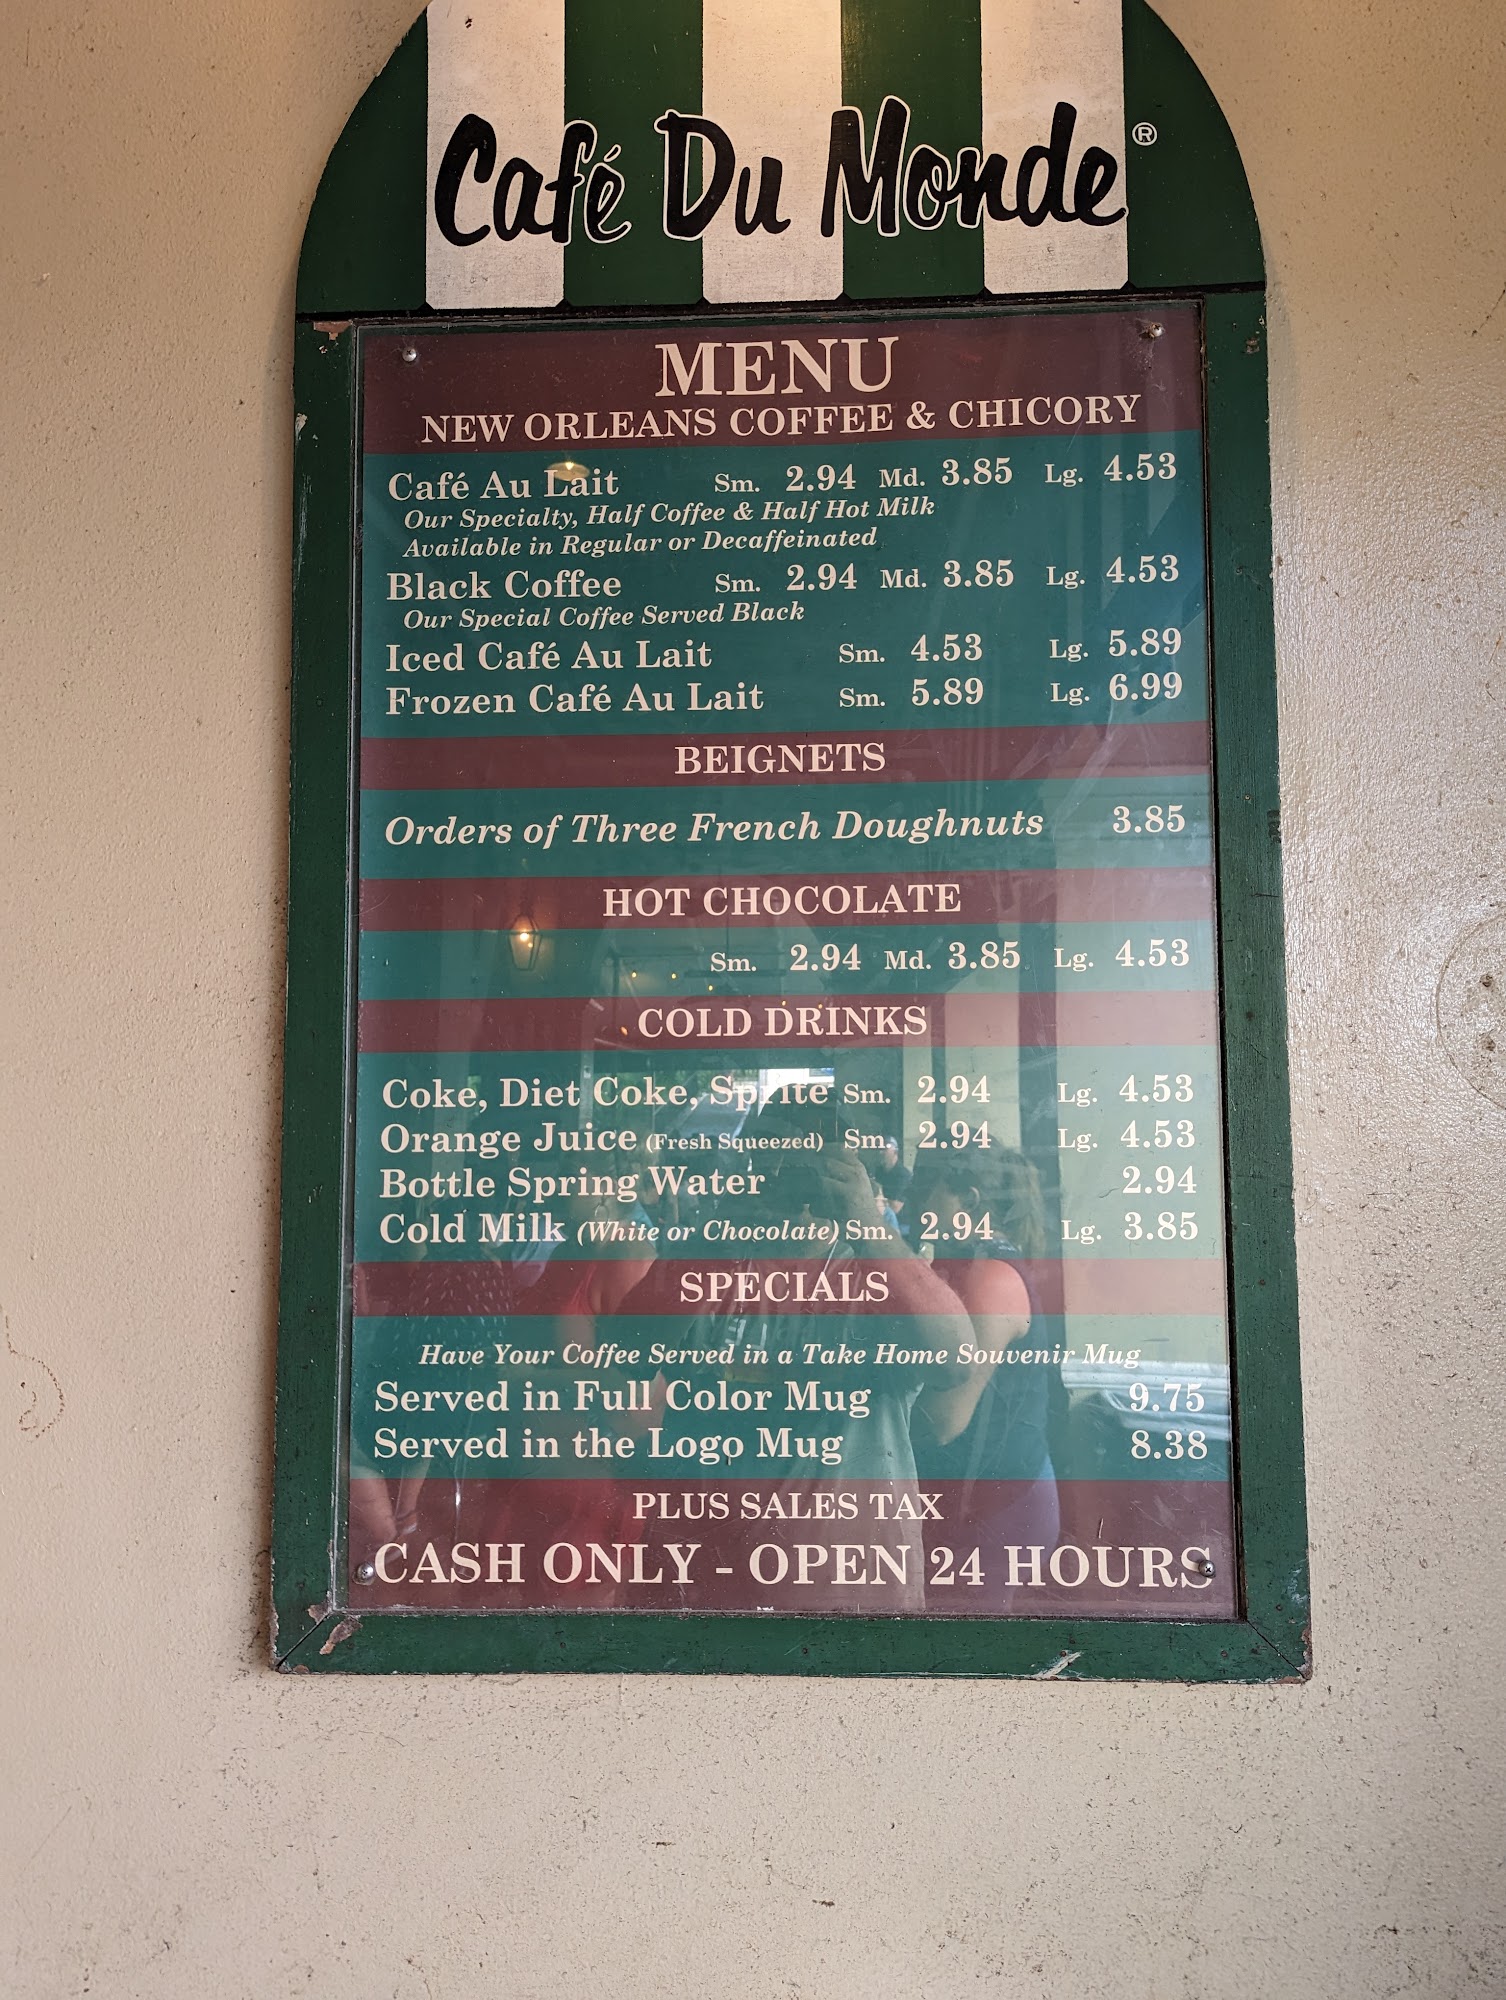 Café Du Monde®
MENU
NEW ORLEANS COFFEE & CHICORY
Café Au Lait Sm. 2.94 Md. 3.85 Lg. 4.53
Our Specialty, Half Coffee & Half Hot Milk
Available in Regular or Decaffeinated
Black Coffee Sm. 2.94 Md. 3.85 Lg. 4.53
Our Special Coffee Served Black
Iced Café Au Lait Sm. 4.53 Lg. 5.89
Frozen Café Au Lait Sm. 5.89 Lg. 6.99
BEIGNETS
Orders of Three French Doughnuts 3.85
HOT CHOCOLATE
Sm. 2.94 Md. 3.85 Lg. 4.53
COLD DRINKS
Coke, Diet Coke, Sprite Sm. 2.94 Lg. 4.53
Orange Juice (Fresh Squeezed) Sm. 2.94 Lg. 4.53
Bottle Spring Water 2.94
Cold Milk (White or Chocolate) Sm. 2.94 Lg. 3.85
SPECIALS
Have Your Coffee Served in a Take Home Souvenir Mug
Served in Full Color Mug 9.75
Served in the Logo Mug 8.38
PLUS SALES TAX
CASH ONLY - OPEN 24 HOURS